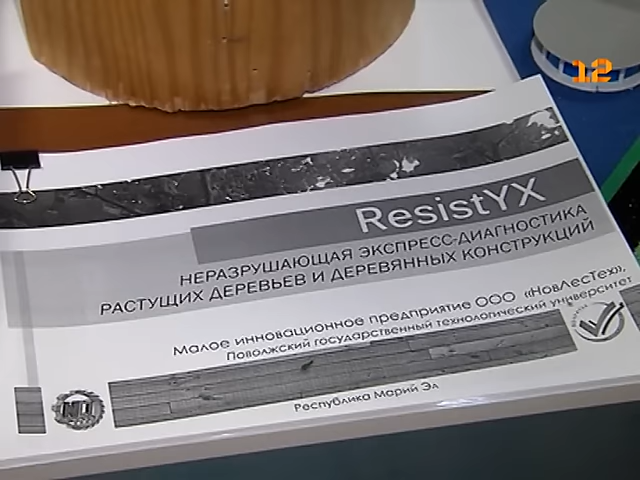 12
ResistYX
НЕРАЗРУШАЮЩАЯ ЭКСПРЕСС-ДИАГНОСТИКА
РАСТУЩИХ ДЕРЕВЬЕВ И ДЕРЕВЯННЫХ КОНСТРУКЦИЙ
Малое инновационное предприятие ООО «НовЛесТех»,
Поволжский государственный технологический университет
Республика Марий Эл